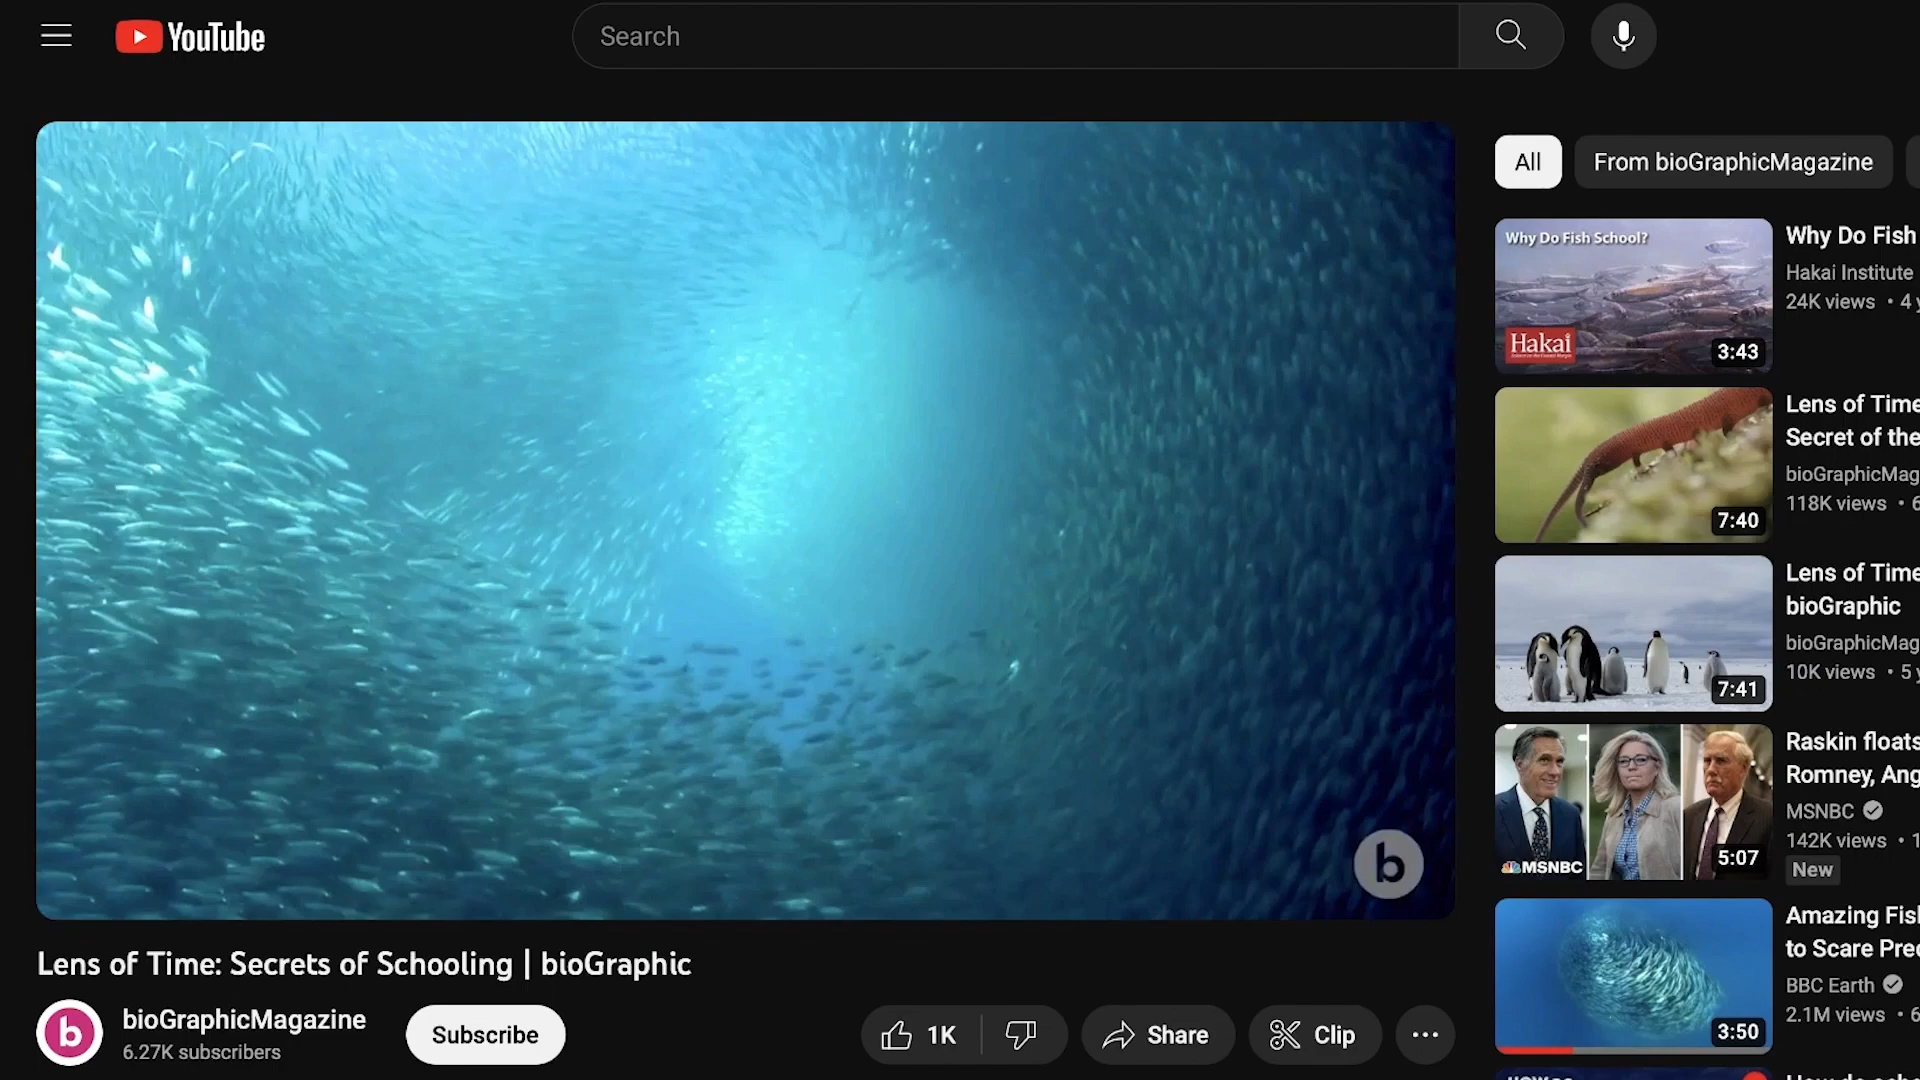 YouTube
Search
All
From bioGraphicMagazine
Why Do Fish School?
Hakai
3:43
Why Do Fish
Hakai Institute
24K views • 4
7:40
Lens of Time
Secret of the
bioGraphicMag
118K views • 6
7:41
Lens of Time
bioGraphic
bioGraphicMag
10K views • 5 y
MSNBC
5:07
Raskin floats
Romney, Ang
MSNBC
142K views • 1
New
b
3:50
Amazing Fish
to Scare Pred
BBC Earth
2.1M views • 6
Lens of Time: Secrets of Schooling | bioGraphic
b
bioGraphicMagazine
6.27K subscribers
Subscribe
1K
Share
Clip